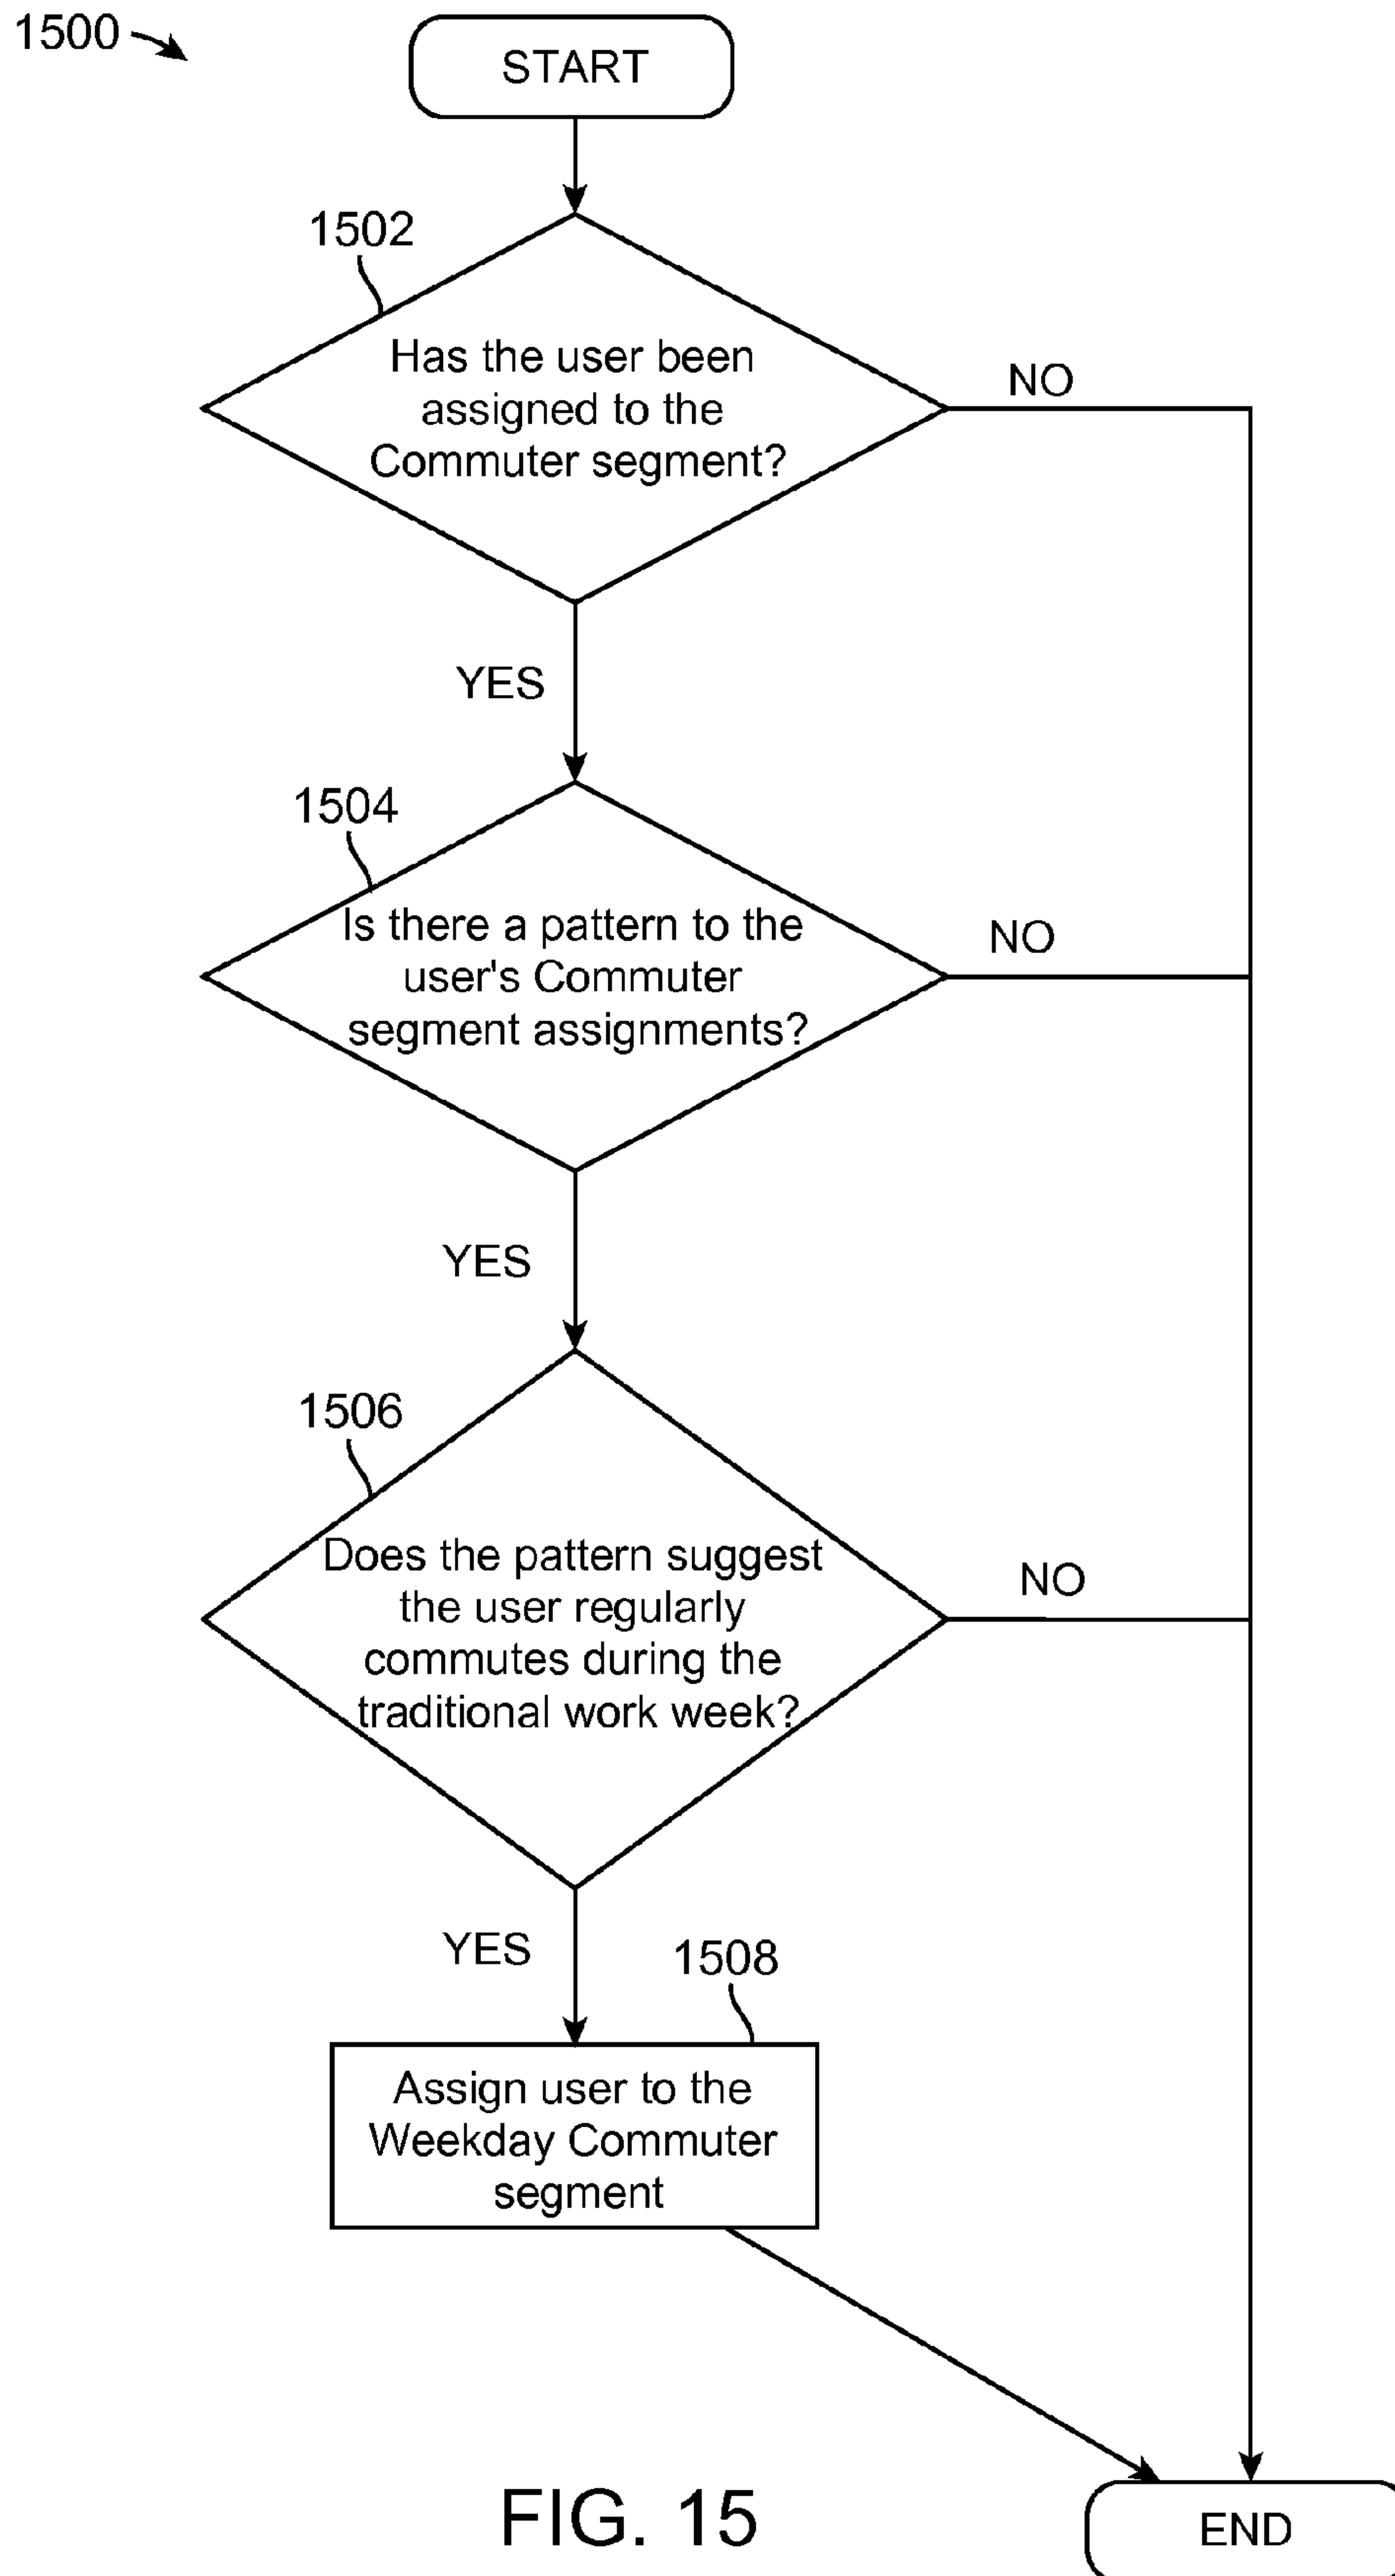 1500
START
1502
Has the user been
assigned to the
Commuter segment?
NO
YES
1504
Is there a pattern to the
user's Commuter
segment assignments?
NO
YES
1506
Does the pattern suggest
the user regularly
commutes during the
traditional work week?
NO
YES
1508
Assign user to the
Weekday Commuter
segment
END
FIG. 15